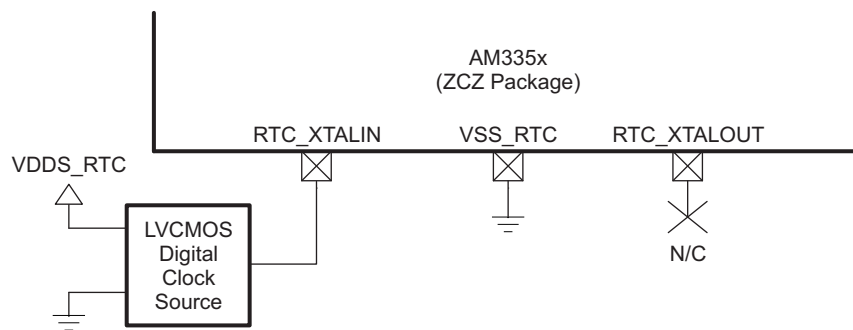 AM335x
(ZCZ Package)
RTC_XTALIN
VSS_RTC
RTC_XTALOUT
VDDS_RTC
LVCMOS
Digital
Clock
Source
N/C